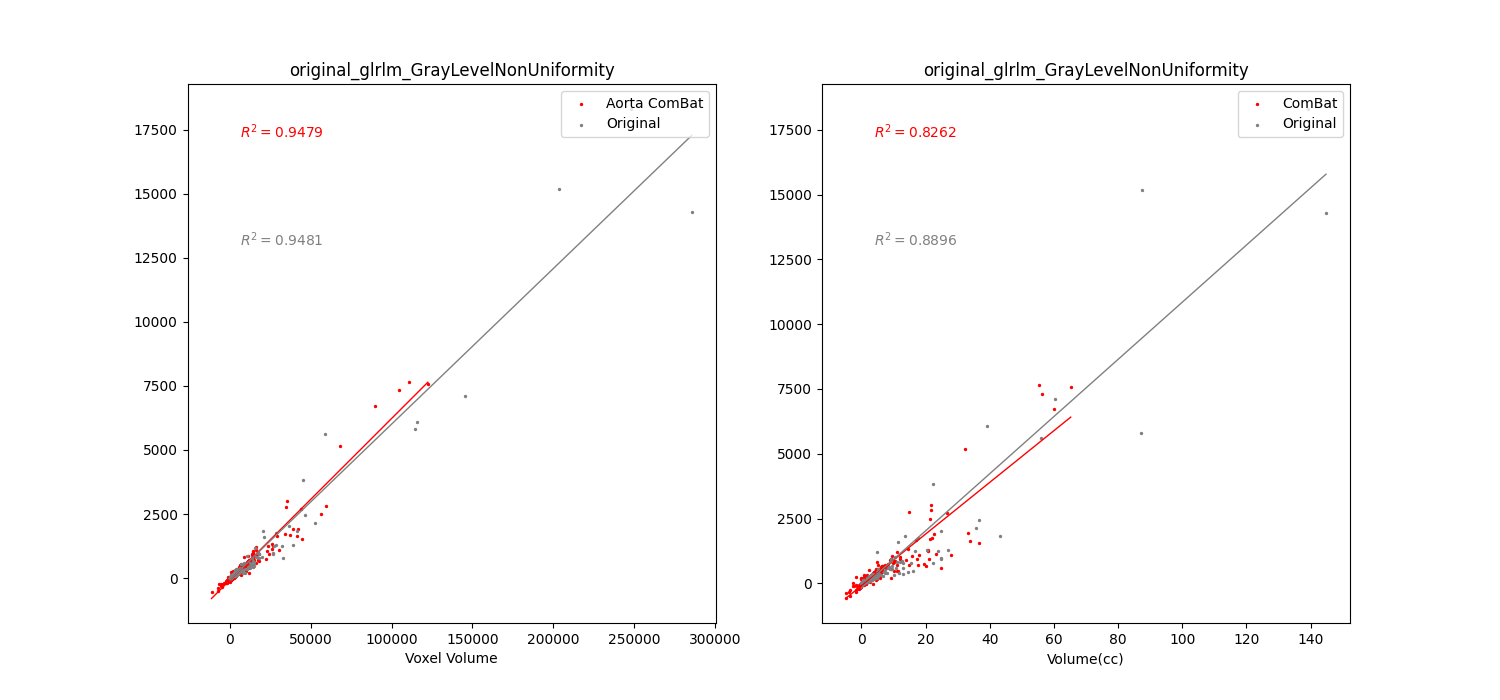 original_glrlm_GrayLevelNonUniformity
Aorta ComBat
Original
R² = 0.9479
R² = 0.9481
17500
15000
12500
10000
7500
5000
2500
0
0
50000
100000
150000
200000
250000
300000
Voxel Volume
original_glrlm_GrayLevelNonUniformity
ComBat
Original
R² = 0.8262
R² = 0.8896
17500
15000
12500
10000
7500
5000
2500
0
0
20
40
60
80
100
120
140
Volume(cc)